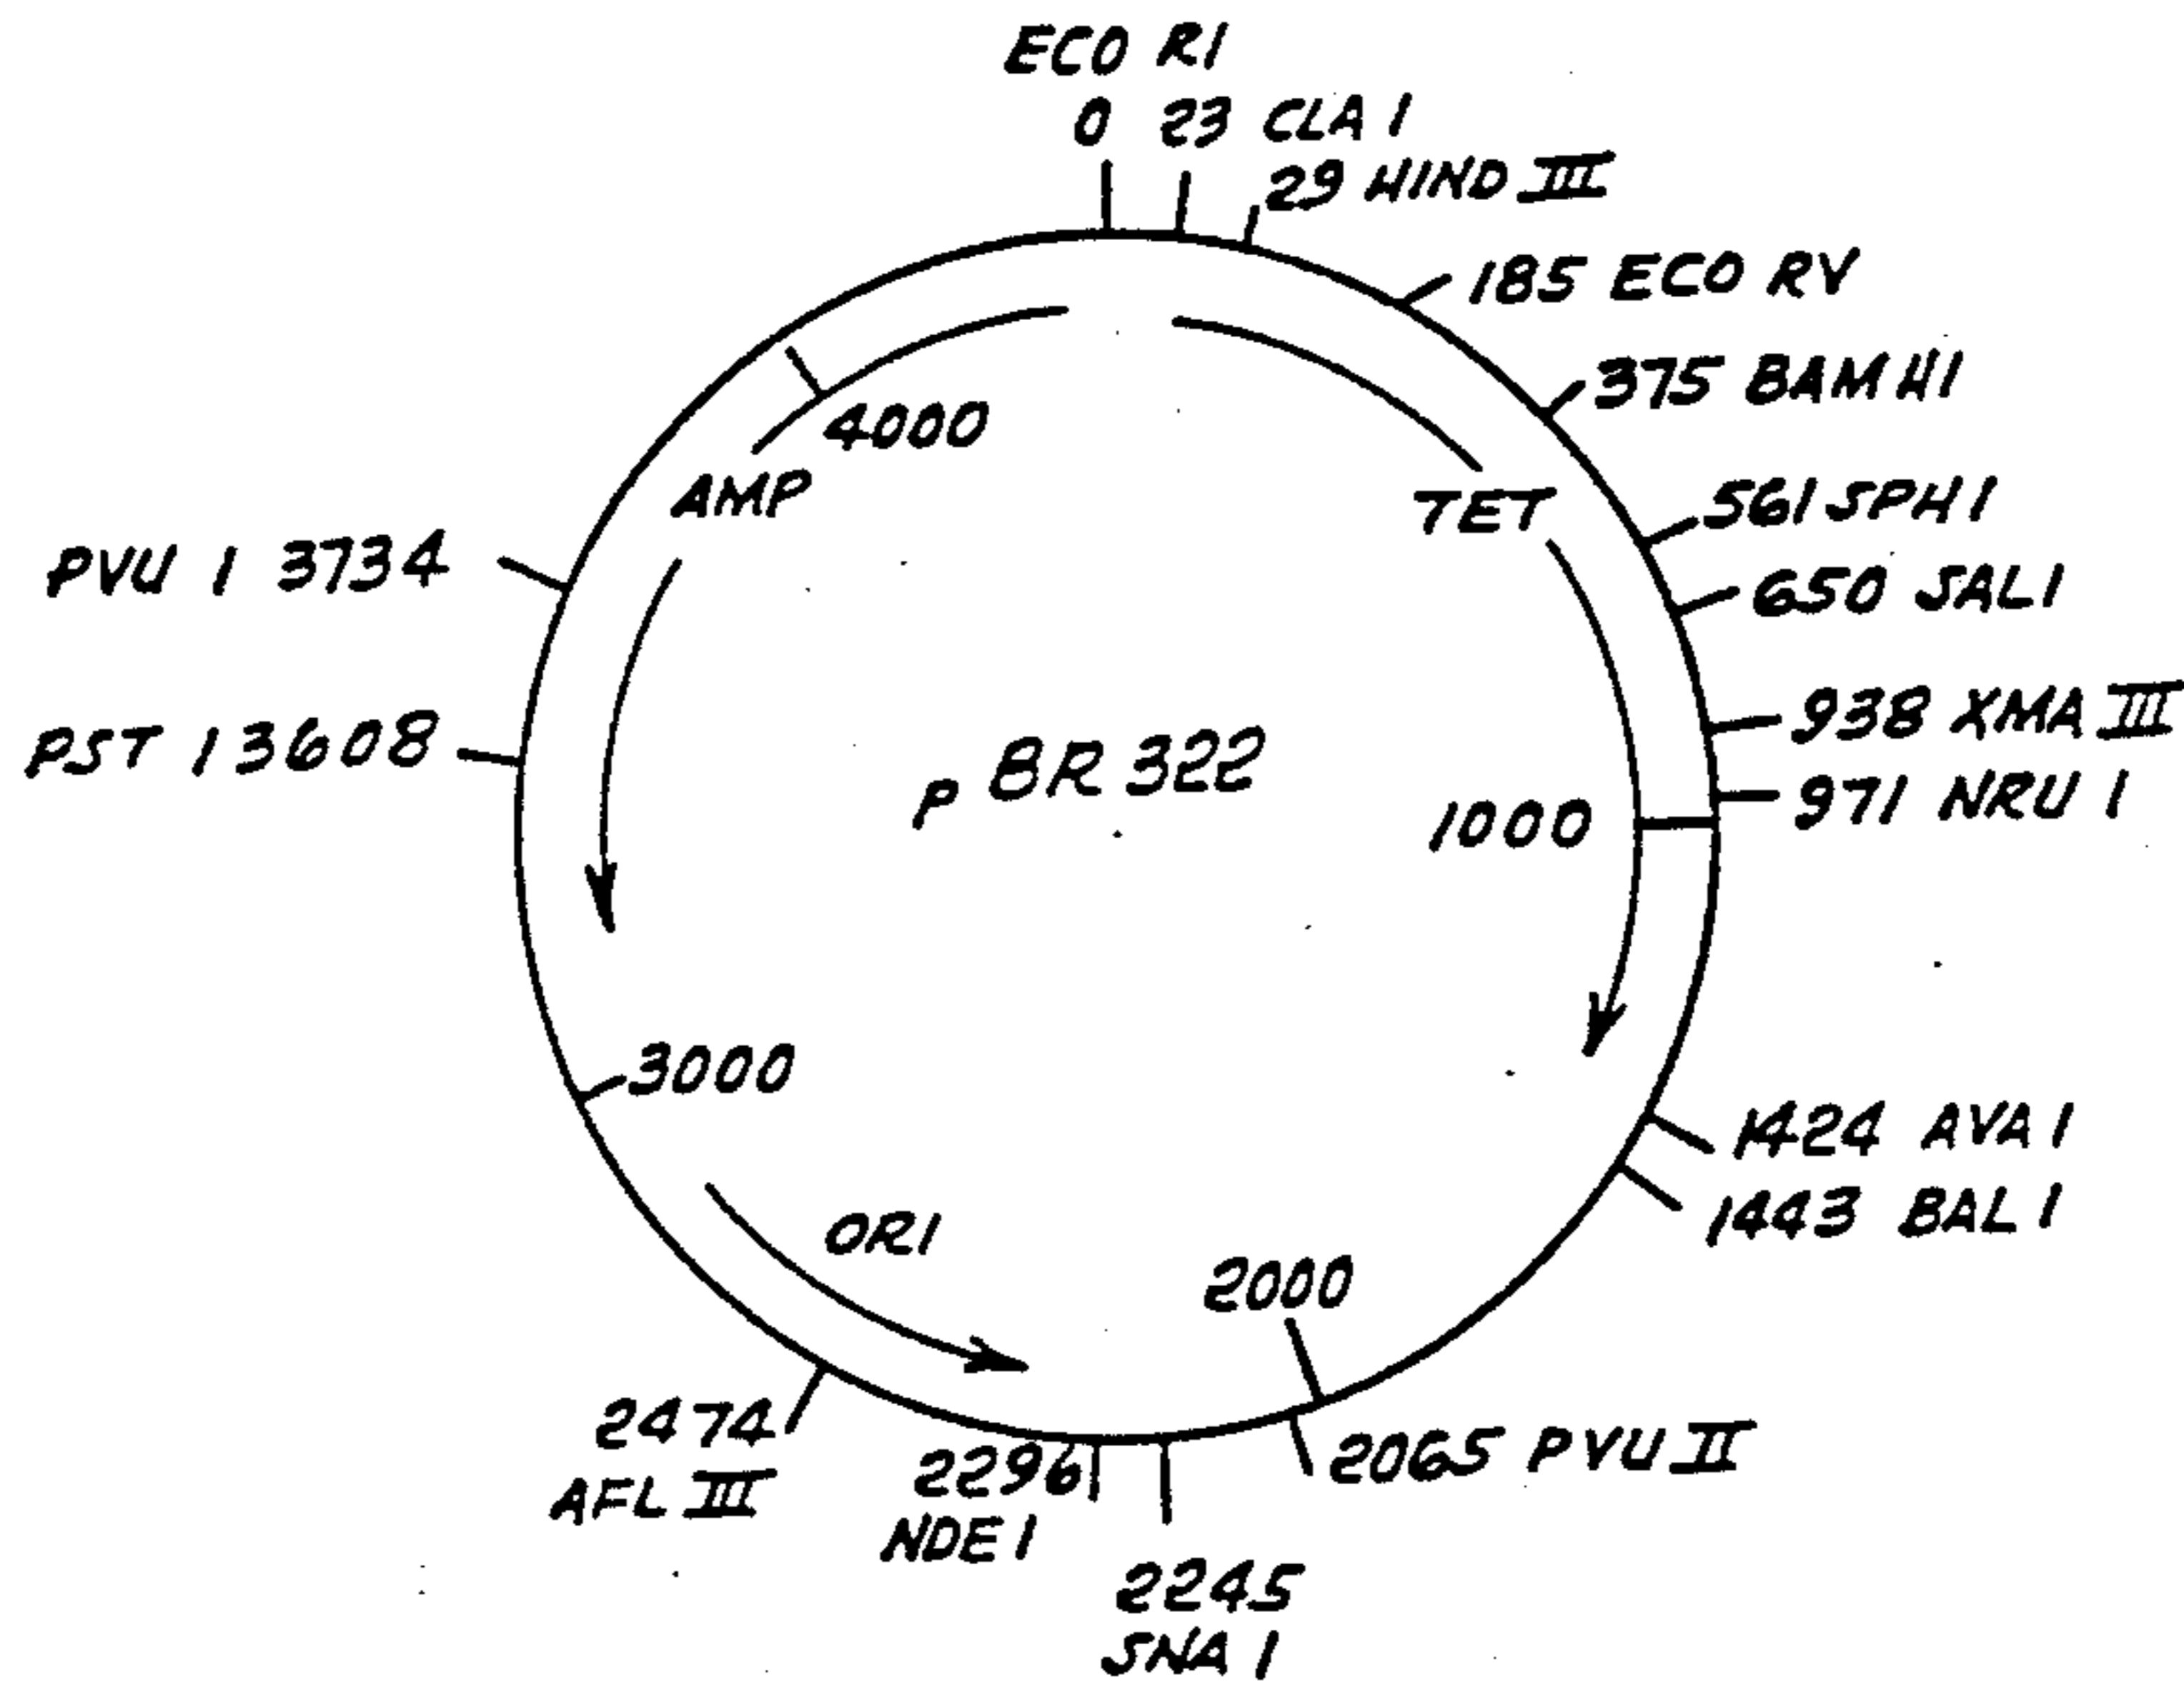 ECO RI
0
23 CLA I
29 HIND III
185 ECO RV
375 BAM HI
561 SPH I
650 SAL I
938 XMA III
971 NRU I
1000
1424 AVA I
1443 BAL I
2000
2065 PVU II
2245
SNA I
2296
NDE I
2474
AFL III
ORI
3000
PST I 3608
PVU I 3734
AMP
4000
TET
p BR 322